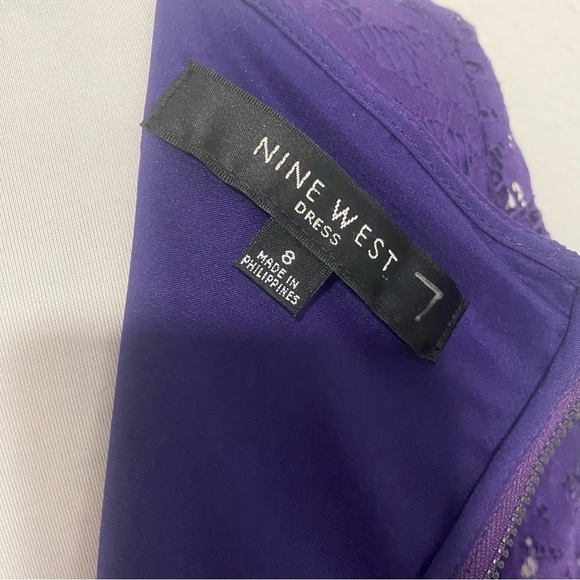 NINE WEST
DRESS
8
MADE IN
PHILIPPINES